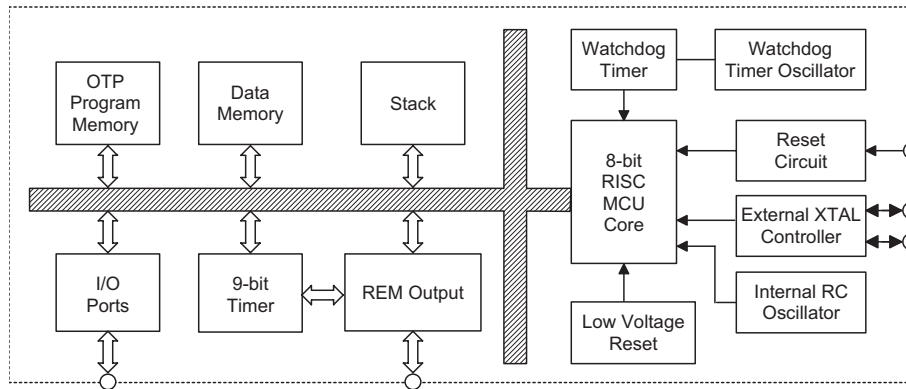 OTP
Program
Memory
Data
Memory
Stack
I/O
Ports
9-bit
Timer
REM Output
Watchdog
Timer
Watchdog
Timer Oscillator
8-bit
RISC
MCU
Core
Reset
Circuit
External XTAL
Controller
Internal RC
Oscillator
Low Voltage
Reset